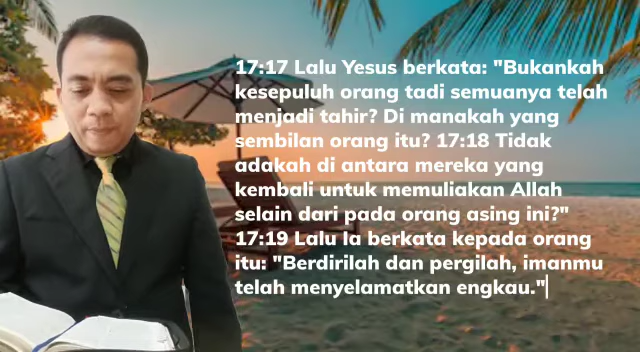 17:17 Lalu Yesus berkata: "Bukankah
kesepuluh orang tadi semuanya telah
menjadi tahir? Di manakah yang
sembilan orang itu? 17:18 Tidak
adakah di antara mereka yang
kembali untuk memuliakan Allah
selain dari pada orang asing ini?"
17:19 Lalu Ia berkata kepada orang
itu: "Berdirilah dan pergilah, imanmu
telah menyelamatkan engkau."